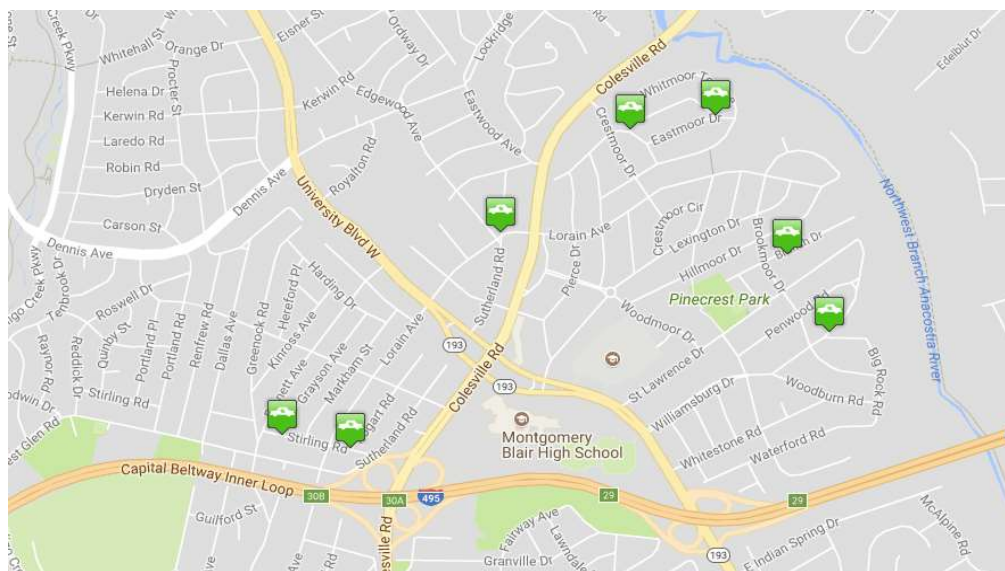 Creek Pkwy
Whitehall St
Orange Dr
Eisner St
Ordway Dr
Lockridge
Colesville Rd
Edelblut Dr
Helena Dr
Procter St
Kerwin Rd
Kerwin Rd
Edgewood Ave
Eastwood Ave
Whitmoor Te
Eastmoor Dr
Crestmoor Dr
Laredo Rd
Robin Rd
Dryden St
Dennis Ave
Royalton Rd
University Blvd W
Carson St
Dennis Ave
Lorain Ave
Crestmoor Cir
Lexington Dr
Brookmoor Dr
Hillmoor Dr
Northwest Branch Anacostia River
Tenbrook Dr
Roswell Dr
Harding Dr
Hereford Pl
Sutherland Rd
Pierce Dr
Woodmoor Dr
Pinecrest Park
Penwood Rd
Quinby St
Portland Pl
Portland Rd
Renfrew Rd
Dallas Ave
Greenock Rd
Kinross Ave
Lorain Ave
193
Colesville Rd
Raynor Rd
Reddick Dr
Grayson Ave
Markham St
193
St Lawrence Dr
Big Rock Rd
Stirling Rd
Williamsburg Dr
Woodburn Rd
Stirling Rd
Sutherland Rd
Montgomery
Blair High School
Whitestone Rd
Waterford Rd
Capital Beltway Inner Loop
30B
30A
495
29
29
Guilford St
Fairway Ave
McAlpine Rd
E Indian Spring Dr
193
Granville Dr